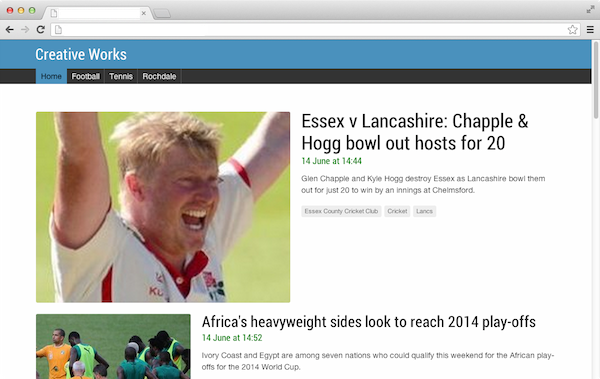 Creative Works
Home Football Tennis Rochdale
Essex v Lancashire: Chapple &
Hogg bowl out hosts for 20
14 June at 14:44
Glen Chapple and Kyle Hogg destroy Essex as Lancashire bowl them
out for just 20 to win by an innings at Chelmsford.
Essex County Cricket Club Cricket Lancs
Africa's heavyweight sides look to reach 2014 play-offs
14 June at 14:52
Ivory Coast and Egypt are among seven nations who could qualify this weekend for the African play-
offs for the 2014 World Cup.